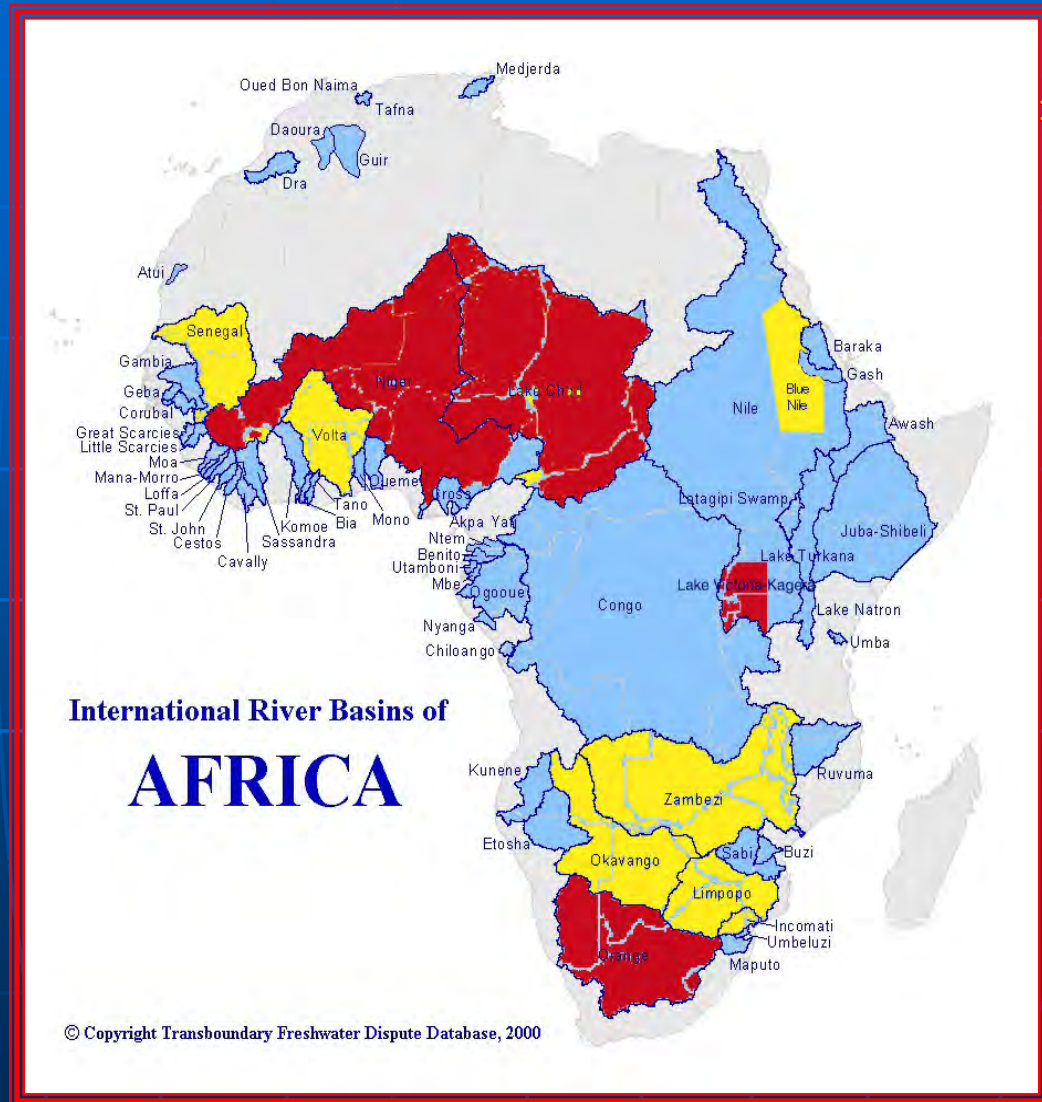 Medjerda
Oued Bon Naima
Tafna
Daoura
Guir
Dra
Atui
Senegal
Gambia
Geba
Corubal
Great Scarcies
Little Scarcies
Moa
Mana-Morro
Loffa
St. Paul
St. John
Cestos
Cavally
Sassandra
Komoe
Bia
Tano
Mono
Volta
Niger
Oueme
Lake Chad
Cross
Akpa Yafi
Ntem
Benito
Utamboni
Mbe
Ogooue
Nyanga
Chiloango
Congo
Nile
Blue
Nile
Baraka
Gash
Awash
Latagipi Swamp
Juba-Shibeli
Lake Turkana
Lake Victoria-Kagera
Lake Natron
Umba
International River Basins of
AFRICA
Kunene
Etosha
Zambezi
Ruvuma
Okavango
Sabi
Buzi
Limpopo
Incomati
Umbeluzi
Maputo
Orange
© Copyright Transboundary Freshwater Dispute Database, 2000